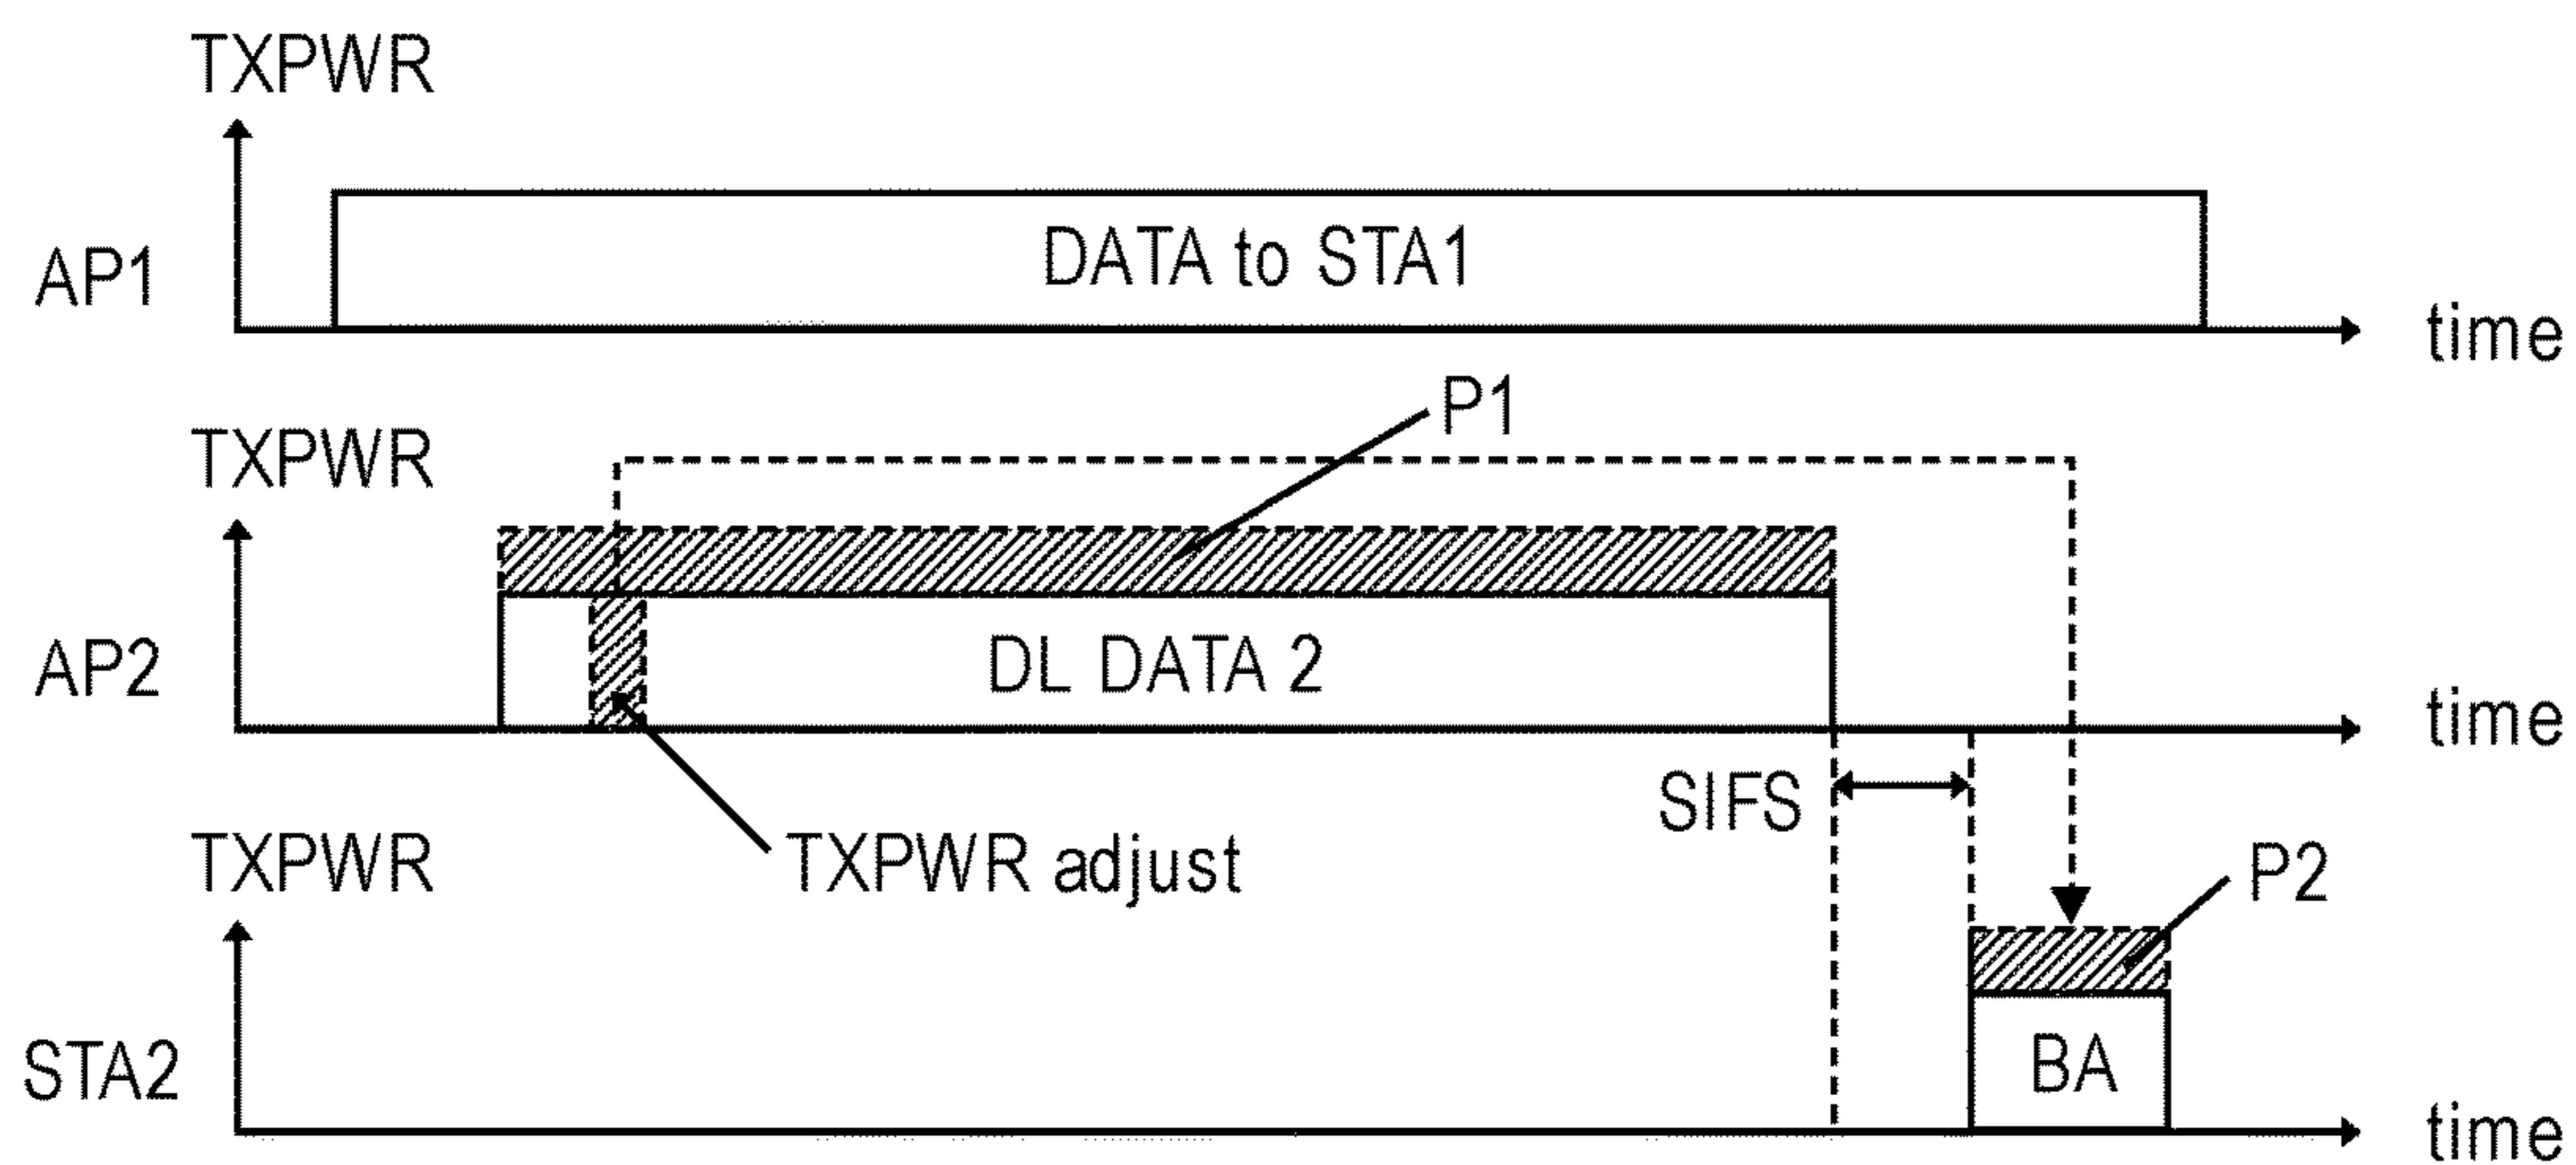 TXPWR
AP1
DATA to STA1
time
P1
TXPWR
AP2
DL DATA 2
time
SIFS
TXPWR
TXPWR adjust
P2
STA2
BA
time